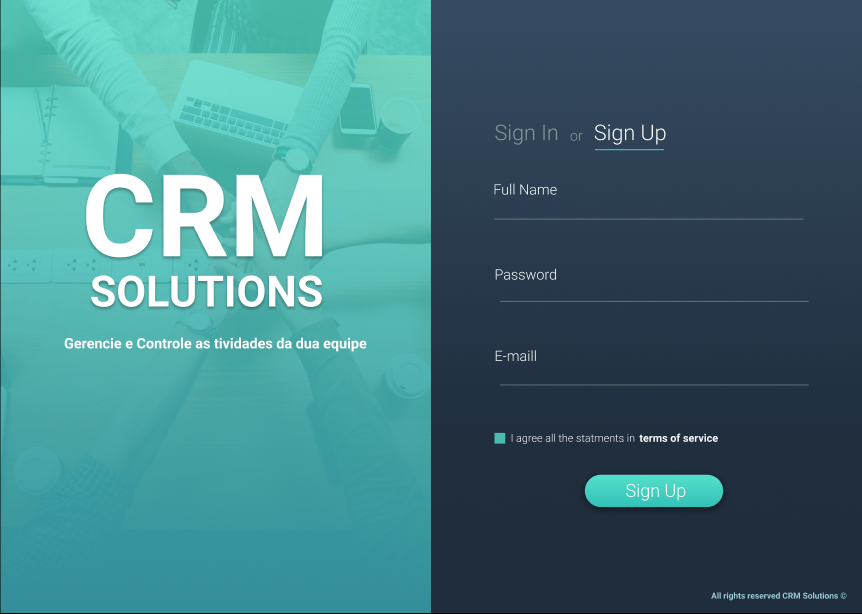 CRM
SOLUTIONS
Gerencie e Controle as tividades da dua equipe
Sign In or Sign Up
Full Name
Password
E-maill
I agree all the statments in terms of service
Sign Up
All rights reserved CRM Solutions ©